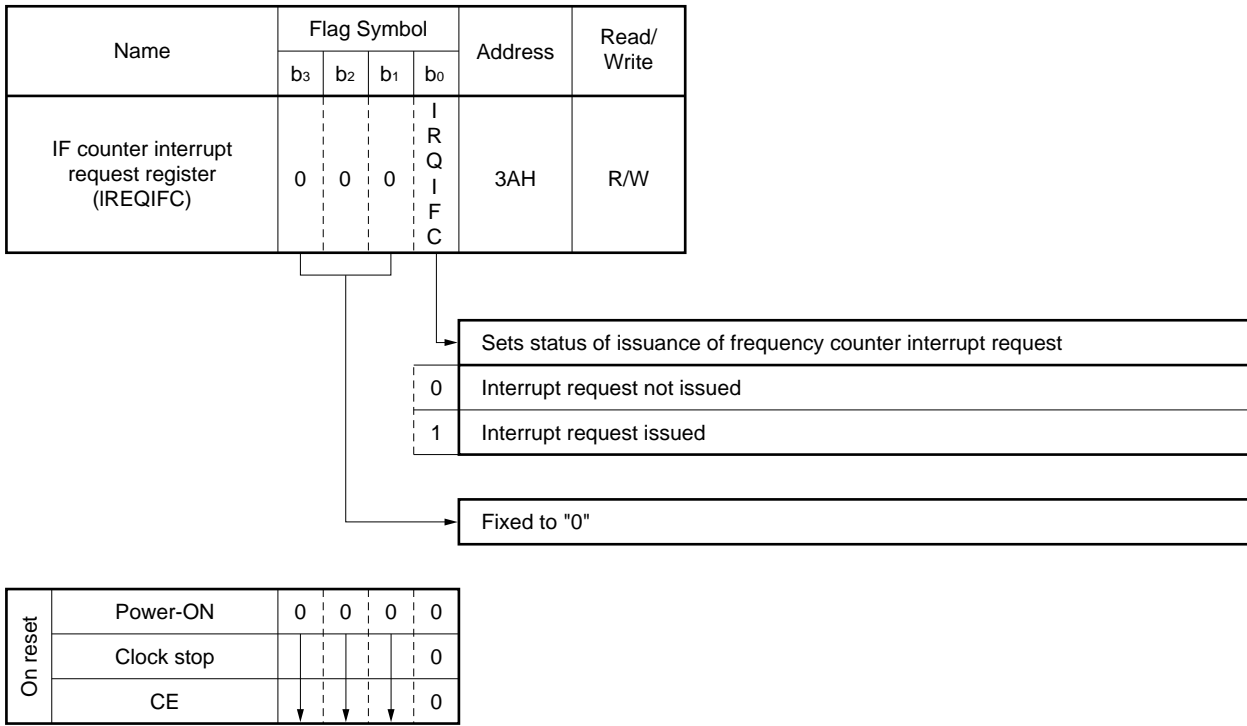 Name
Flag Symbol
Address
Read/
Write
b3 b2 b1 b0
IF counter interrupt
request register
(IREQIFC)
0 0 0
I
R
Q
I
F
C
3AH
R/W
Sets status of issuance of frequency counter interrupt request
0 Interrupt request not issued
1 Interrupt request issued
Fixed to "0"
On reset
Power-ON 0 0 0 0
Clock stop 0
CE 0